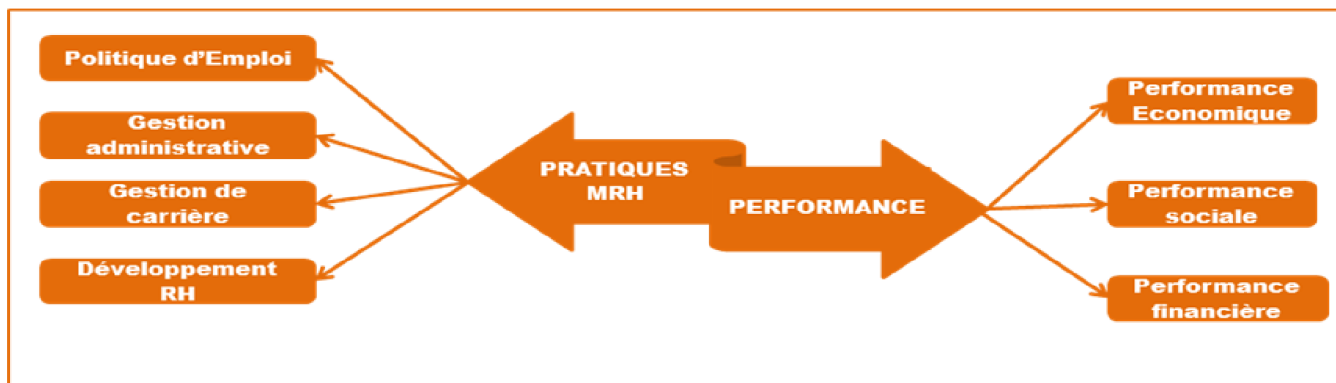 Politique d’Emploi
Gestion
administrative
Gestion de
carrière
Développement
RH
PRATIQUES
MRH
PERFORMANCE
Performance
Economique
Performance
sociale
Performance
financière